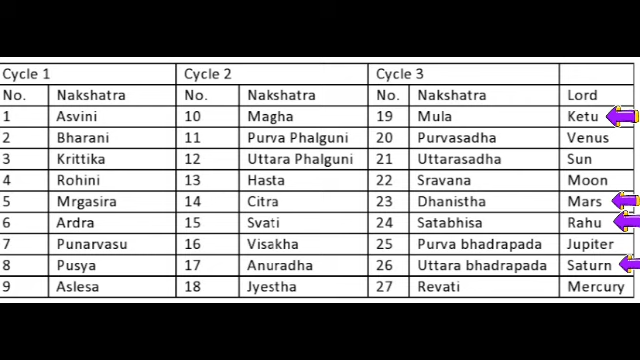 Cycle 1 Cycle 2 Cycle 3
No. Nakshatra No. Nakshatra No. Nakshatra Lord
1 Asvini 10 Magha 19 Mula Ketu
2 Bharani 11 Purva Phalguni 20 Purvasadha Venus
3 Krittika 12 Uttara Phalguni 21 Uttarasadha Sun
4 Rohini 13 Hasta 22 Sravana Moon
5 Mrgasira 14 Citra 23 Dhanistha Mars
6 Ardra 15 Svati 24 Satabhisa Rahu
7 Punarvasu 16 Visakha 25 Purva bhadrapada Jupiter
8 Pusya 17 Anuradha 26 Uttara bhadrapada Saturn
9 Aslesa 18 Jyestha 27 Revati Mercury